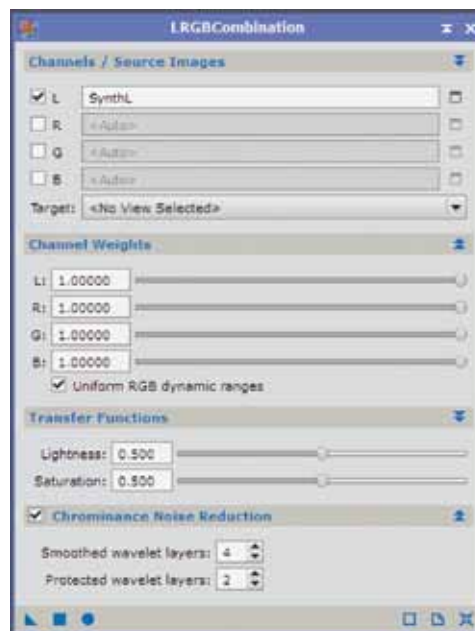 LRGBCombination
Channels / Source Images
L SynthL
R <Auto>
G <Auto>
B <Auto>
Target: <No View Selected>
Channel Weights
L: 1.00000
R: 1.00000
G: 1.00000
B: 1.00000
Uniform RGB dynamic ranges
Transfer Functions
Lightness: 0.500
Saturation: 0.500
Chrominance Noise Reduction
Smoothed wavelet layers: 4
Protected wavelet layers: 2